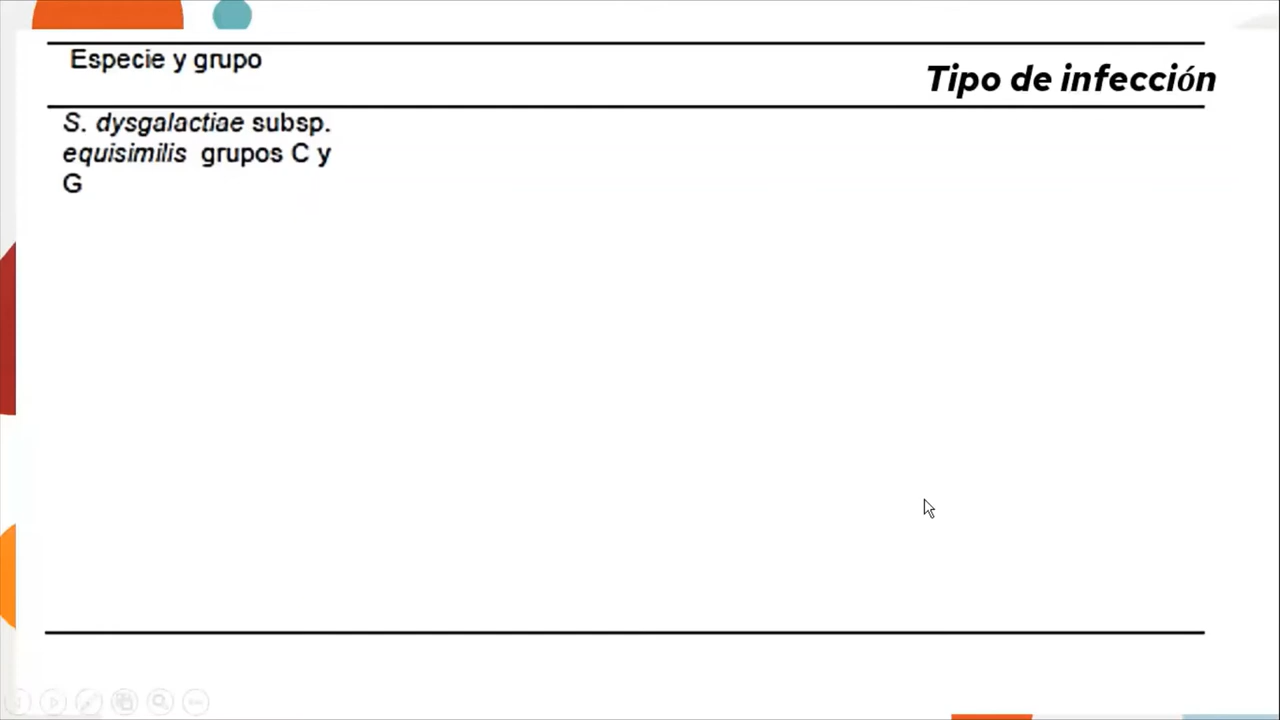 Especie y grupo
Tipo de infección
S. dysgalactiae subsp.
equisimilis grupos C y
G